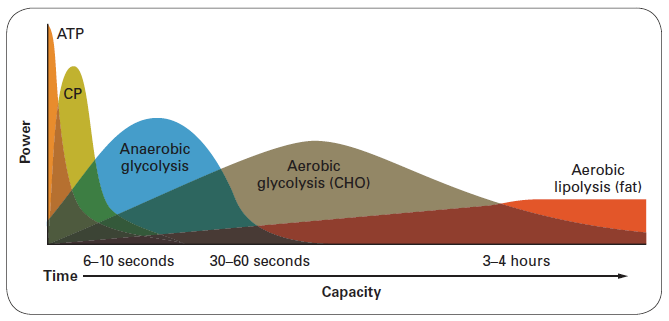 ATP
CP
Anaerobic
glycolysis
Aerobic
glycolysis (CHO)
Aerobic
lipolysis (fat)
Power
6–10 seconds
30–60 seconds
3–4 hours
Time
Capacity